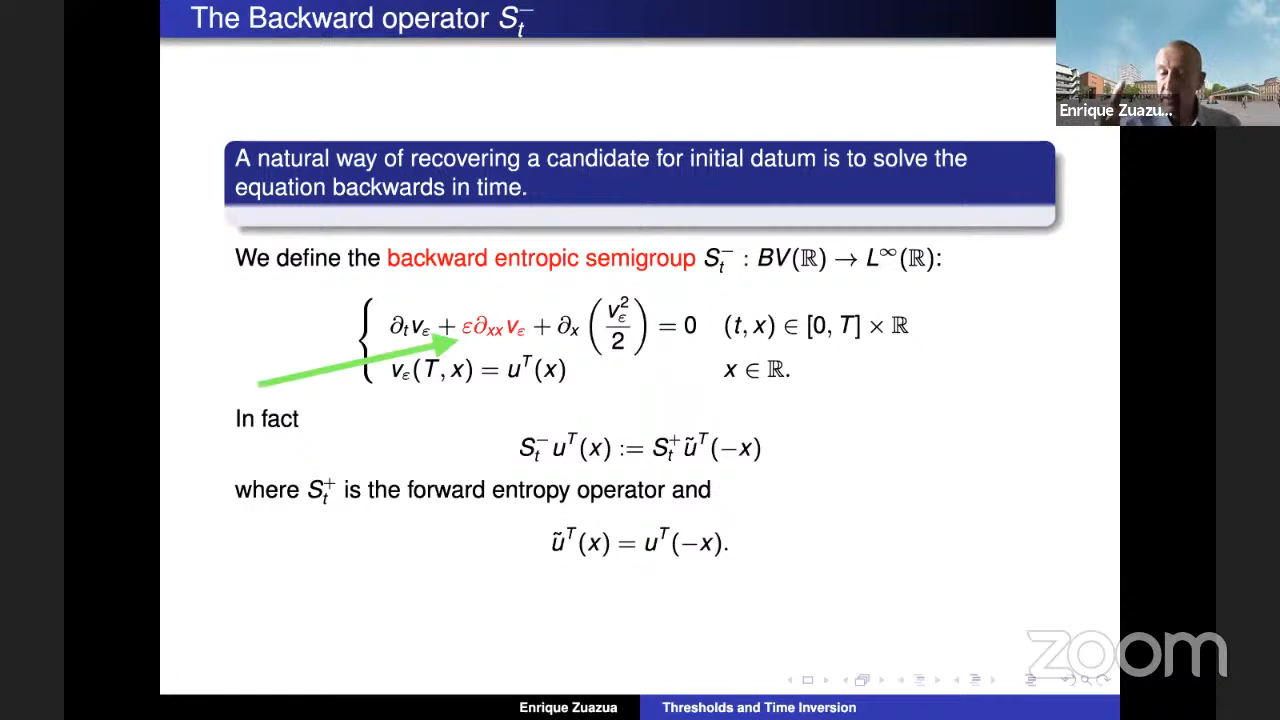 The Backward operator S_t^−
Enrique Zuazu...
A natural way of recovering a candidate for initial datum is to solve the
equation backwards in time.
We define the backward entropic semigroup S_t^− : BV(ℝ) → L^∞(ℝ):
∂_t v_ε + ε∂_xx v_ε + ∂_x (v_ε^2/2) = 0 (t, x) ∈ [0, T] × ℝ
v_ε(T, x) = u^T(x) x ∈ ℝ.
In fact
S_t^− u^T(x) := S_t^+ ũ^T(−x)
where S_t^+ is the forward entropy operator and
ũ^T(x) = u^T(−x).
zoom
Enrique Zuazua Thresholds and Time Inversion